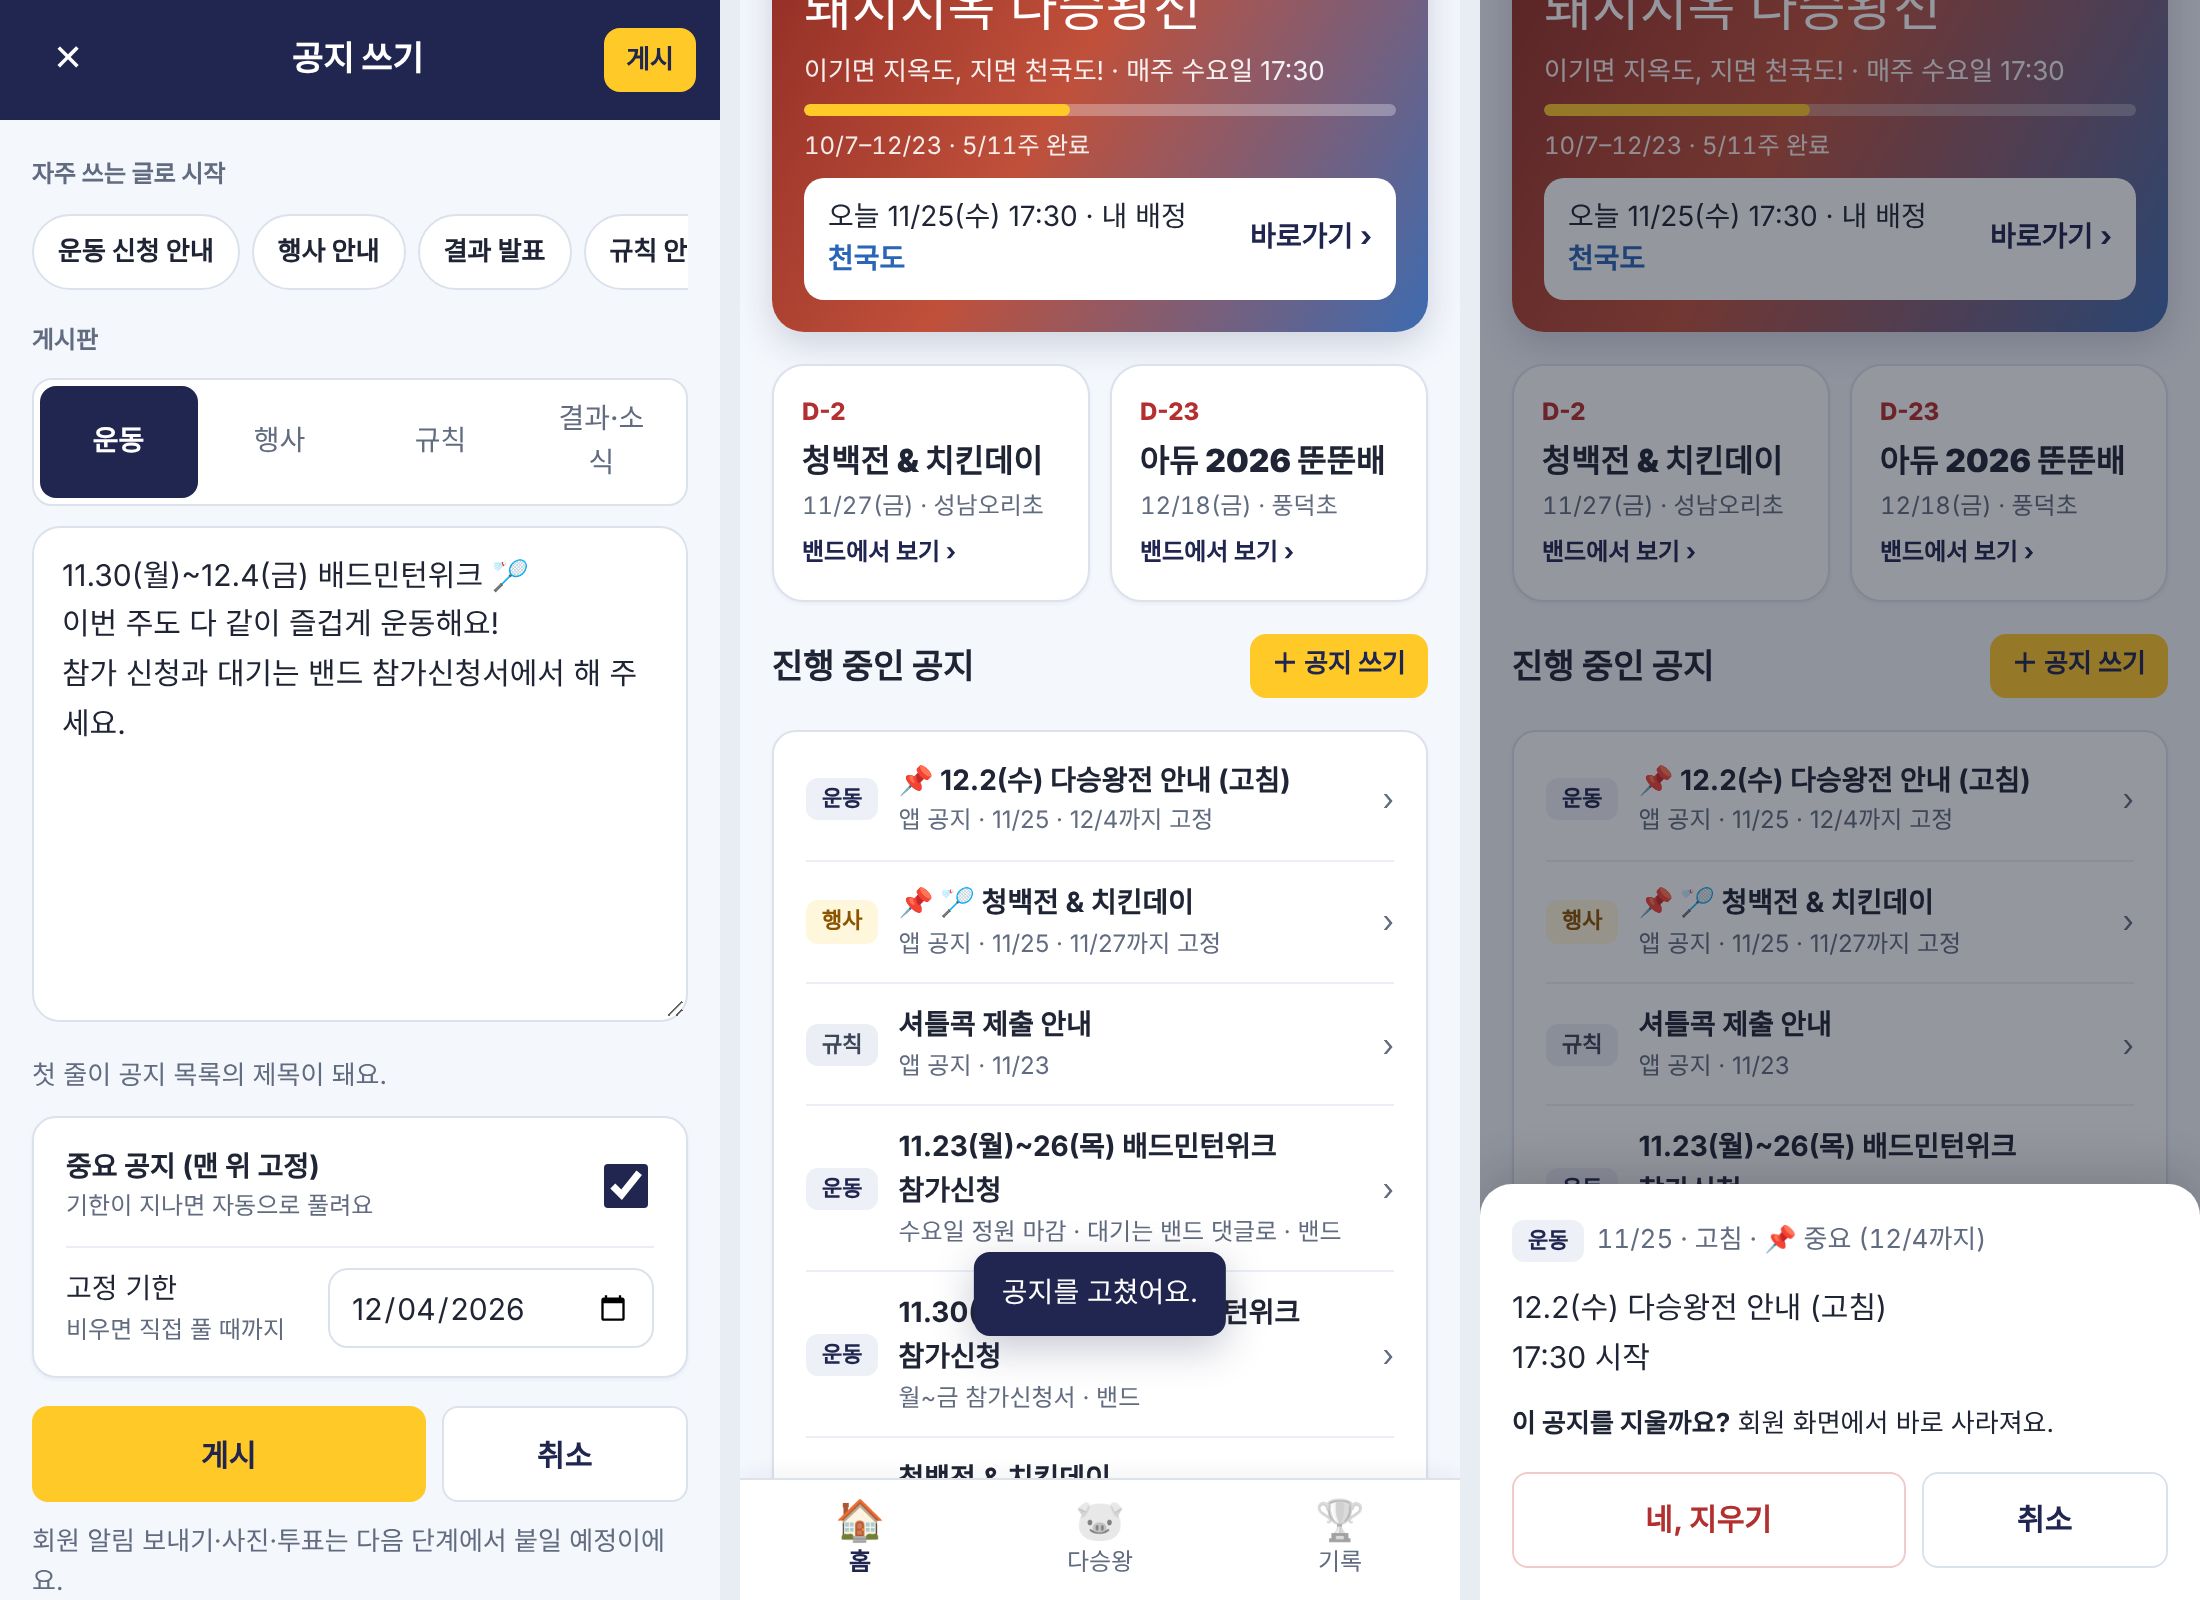 ×
공지 쓰기
게시
자주 쓰는 글로 시작
운동 신청 안내
행사 안내
결과 발표
규칙 안
게시판
운동
행사
규칙
결과·소
식
11.30(월)~12.4(금) 배드민턴위크 🏸
이번 주도 다 같이 즐겁게 운동해요!
참가 신청과 대기는 밴드 참가신청서에서 해 주
세요.
첫 줄이 공지 목록의 제목이 돼요.
중요 공지 (맨 위 고정)
기한이 지나면 자동으로 풀려요
고정 기한
비우면 직접 풀 때까지
12/04/2026
게시
취소
회원 알림 보내기·사진·투표는 다음 단계에서 붙일 예정이에
요.
돼지지옥 다승왕전
이기면 지옥도, 지면 천국도! · 매주 수요일 17:30
10/7–12/23 · 5/11주 완료
오늘 11/25(수) 17:30 · 내 배정
천국도
바로가기 ›
D-2
청백전 & 치킨데이
11/27(금) · 성남오리초
밴드에서 보기 ›
D-23
아듀 2026 뚠뚠배
12/18(금) · 풍덕초
밴드에서 보기 ›
진행 중인 공지
+ 공지 쓰기
운동
📌 12.2(수) 다승왕전 안내 (고침)
앱 공지 · 11/25 · 12/4까지 고정
›
행사
📌 🏸 청백전 & 치킨데이
앱 공지 · 11/25 · 11/27까지 고정
›
규칙
셔틀콕 제출 안내
앱 공지 · 11/23
›
운동
11.23(월)~26(목) 배드민턴위크
참가신청
수요일 정원 마감 · 대기는 밴드 댓글로 · 밴드
›
공지를 고쳤어요.
운동
11.30
턴위크
참가신청
월~금 참가신청서 · 밴드
›
청백전 & 치킨데이
홈
다승왕
기록
돼지지옥 다승왕전
이기면 지옥도, 지면 천국도! · 매주 수요일 17:30
10/7–12/23 · 5/11주 완료
오늘 11/25(수) 17:30 · 내 배정
천국도
바로가기 ›
D-2
청백전 & 치킨데이
11/27(금) · 성남오리초
밴드에서 보기 ›
D-23
아듀 2026 뚠뚠배
12/18(금) · 풍덕초
밴드에서 보기 ›
진행 중인 공지
+ 공지 쓰기
운동
📌 12.2(수) 다승왕전 안내 (고침)
앱 공지 · 11/25 · 12/4까지 고정
›
행사
📌 🏸 청백전 & 치킨데이
앱 공지 · 11/25 · 11/27까지 고정
›
규칙
셔틀콕 제출 안내
앱 공지 · 11/23
›
11.23(월)~26(목) 배드민턴위크
운동
11/25 · 고침 · 📌 중요 (12/4까지)
12.2(수) 다승왕전 안내 (고침)
17:30 시작
이 공지를 지울까요? 회원 화면에서 바로 사라져요.
네, 지우기
취소